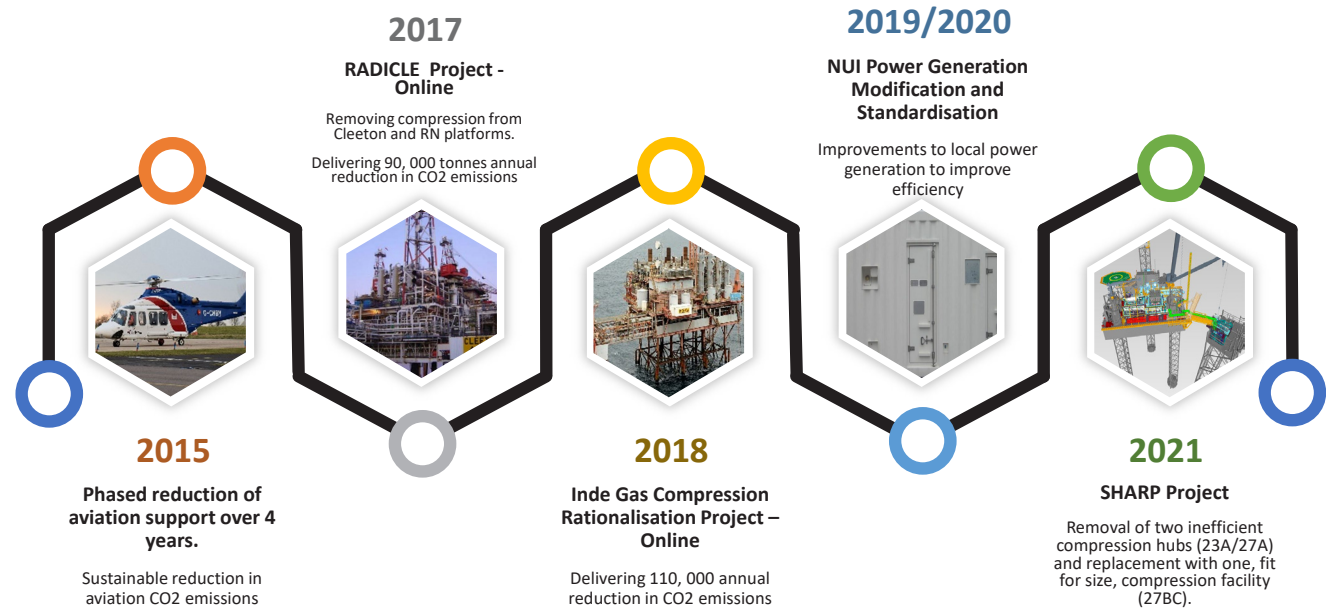 2015
Phased reduction of
aviation support over 4
years.
Sustainable reduction in
aviation CO2 emissions
2017
RADICLE  Project -
Online
Removing compression from
Cleeton and RN platforms.
Delivering 90, 000 tonnes annual
reduction in CO2 emissions
2018
Inde Gas Compression
Rationalisation Project –
Online
Delivering 110, 000 annual
reduction in CO2 emissions
2019/2020
NUI Power Generation
Modification and
Standardisation
Improvements to local power
generation to improve
efficiency
2021
SHARP Project
Removal of two inefficient
compression hubs (23A/27A)
and replacement with one, fit
for size, compression facility
(27BC).